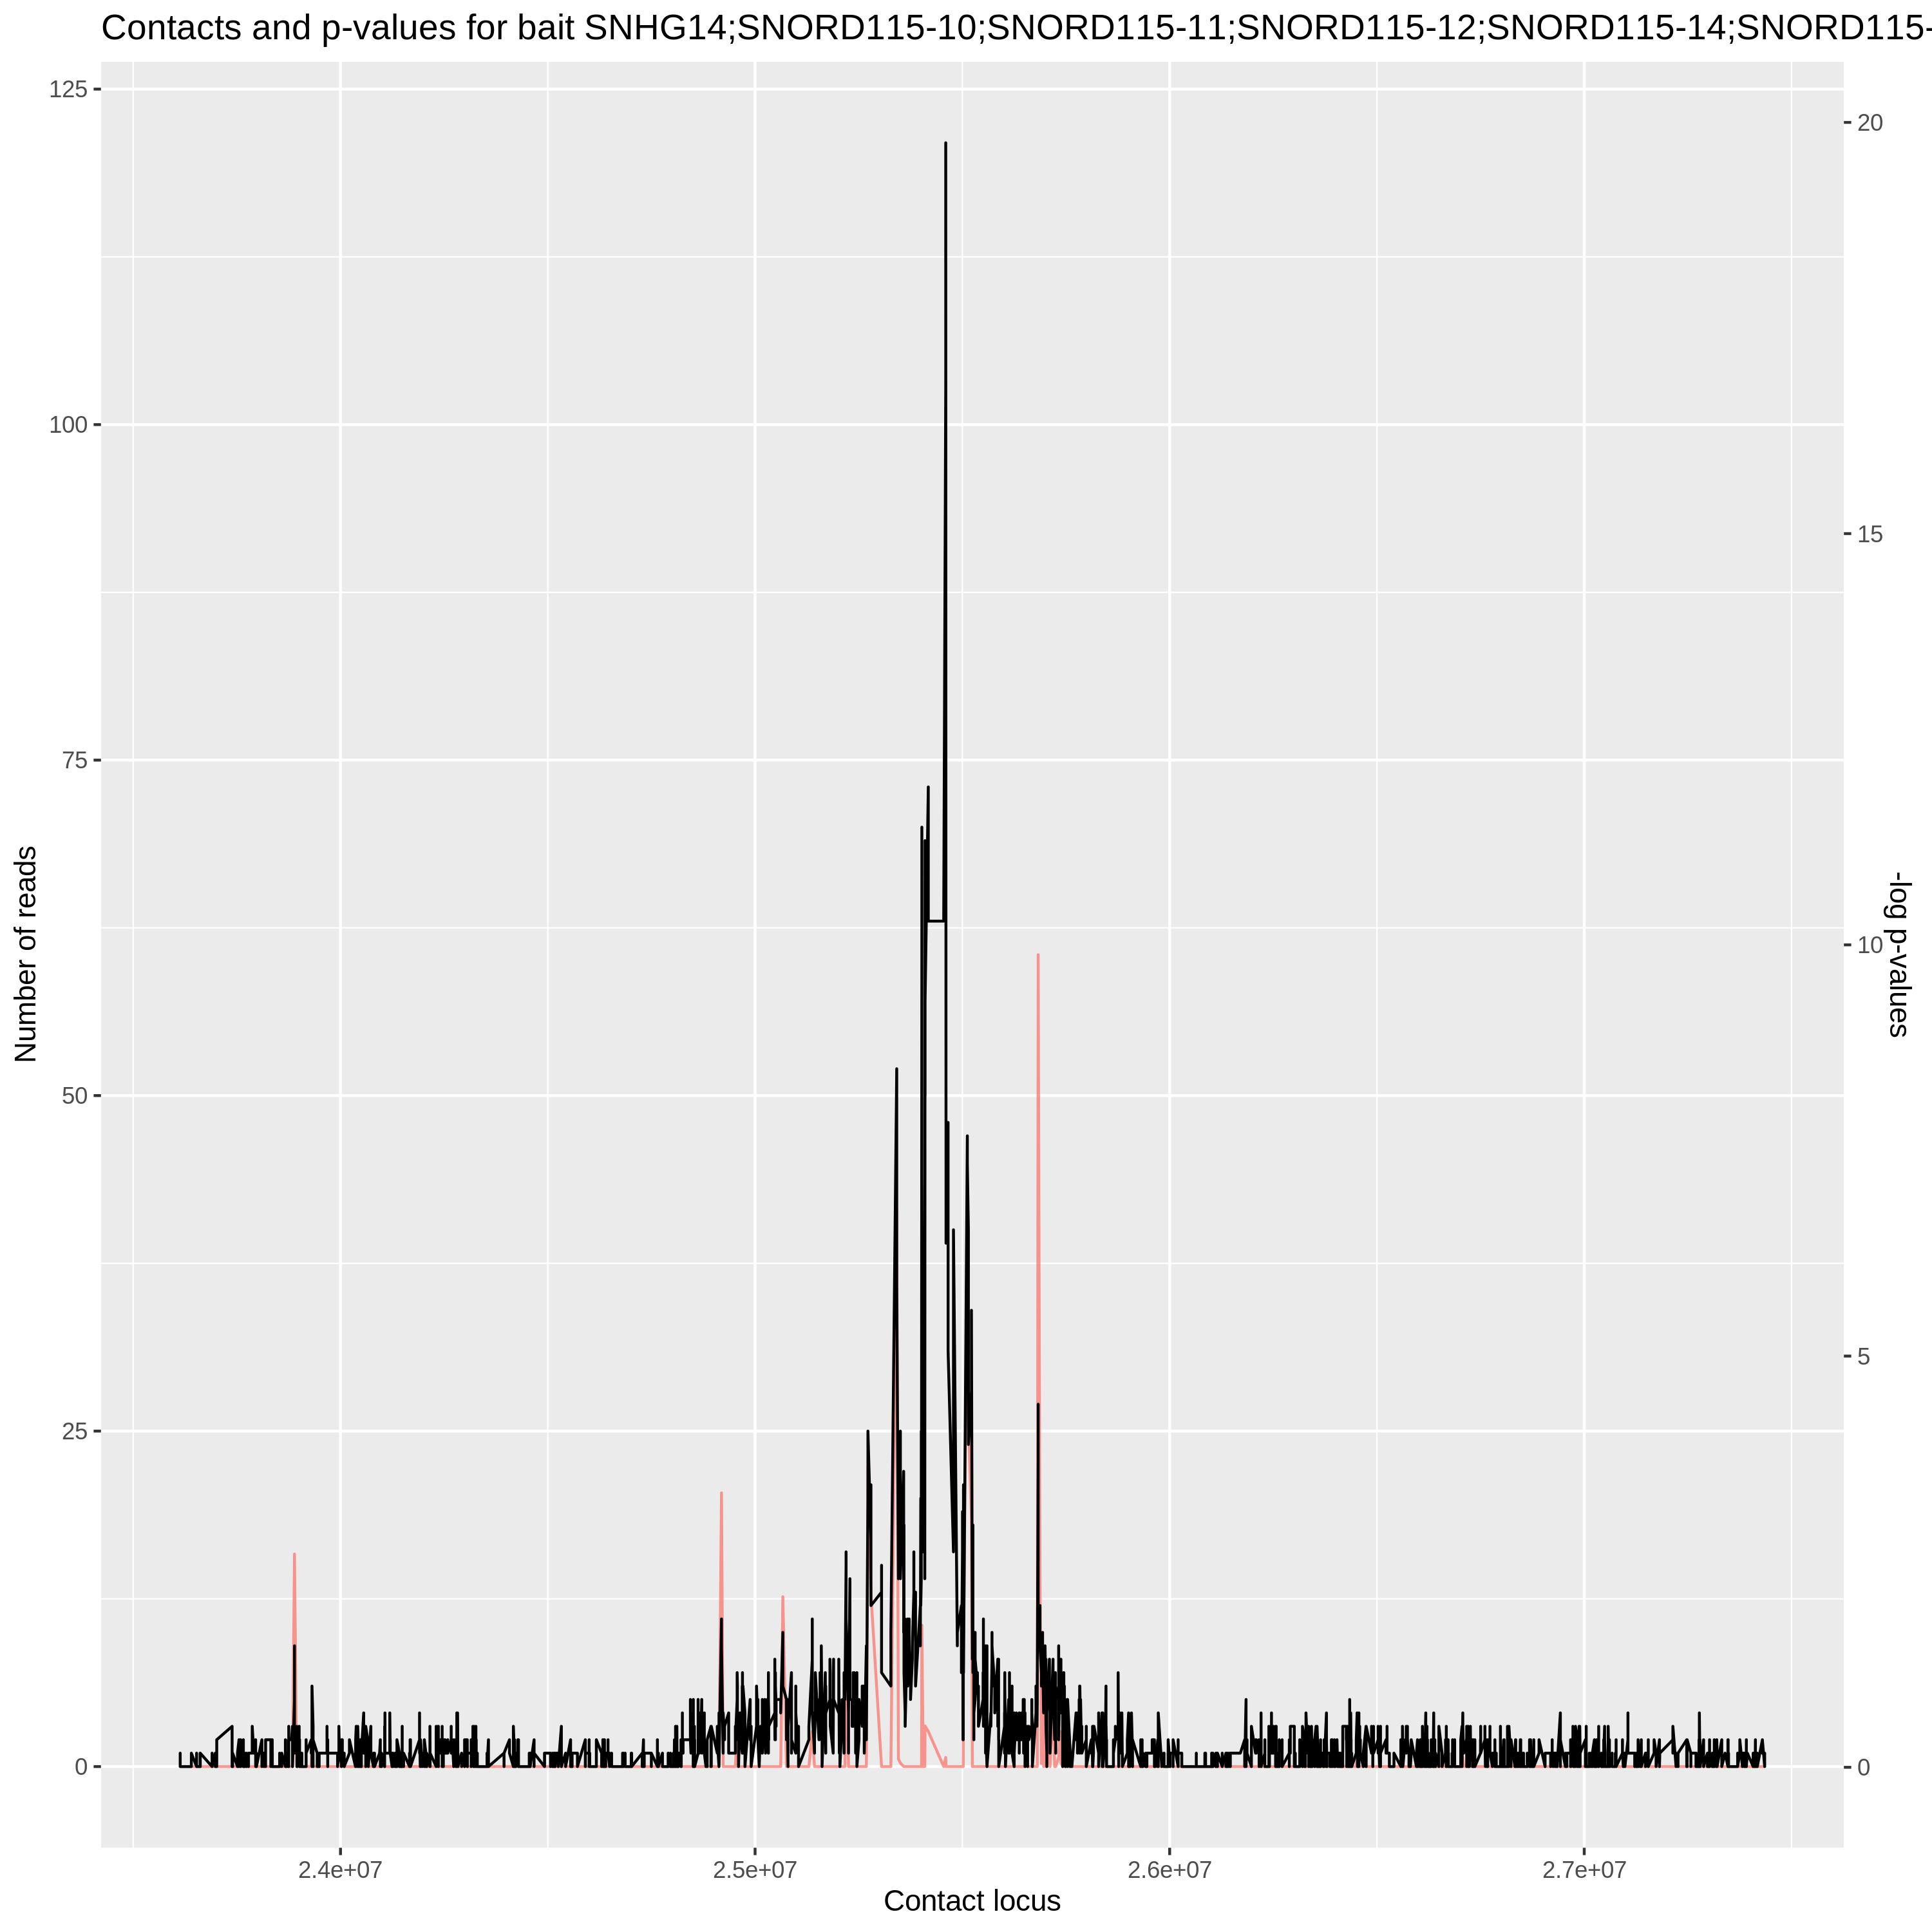 Contacts and p-values for bait SNHG14;SNORD115-10;SNORD115-11;SNORD115-12;SNORD115-14;SNORD115-
125
100
75
50
25
0
Number of reads
20
15
10
5
0
-log p-values
2.4e+07
2.5e+07
2.6e+07
2.7e+07
Contact locus